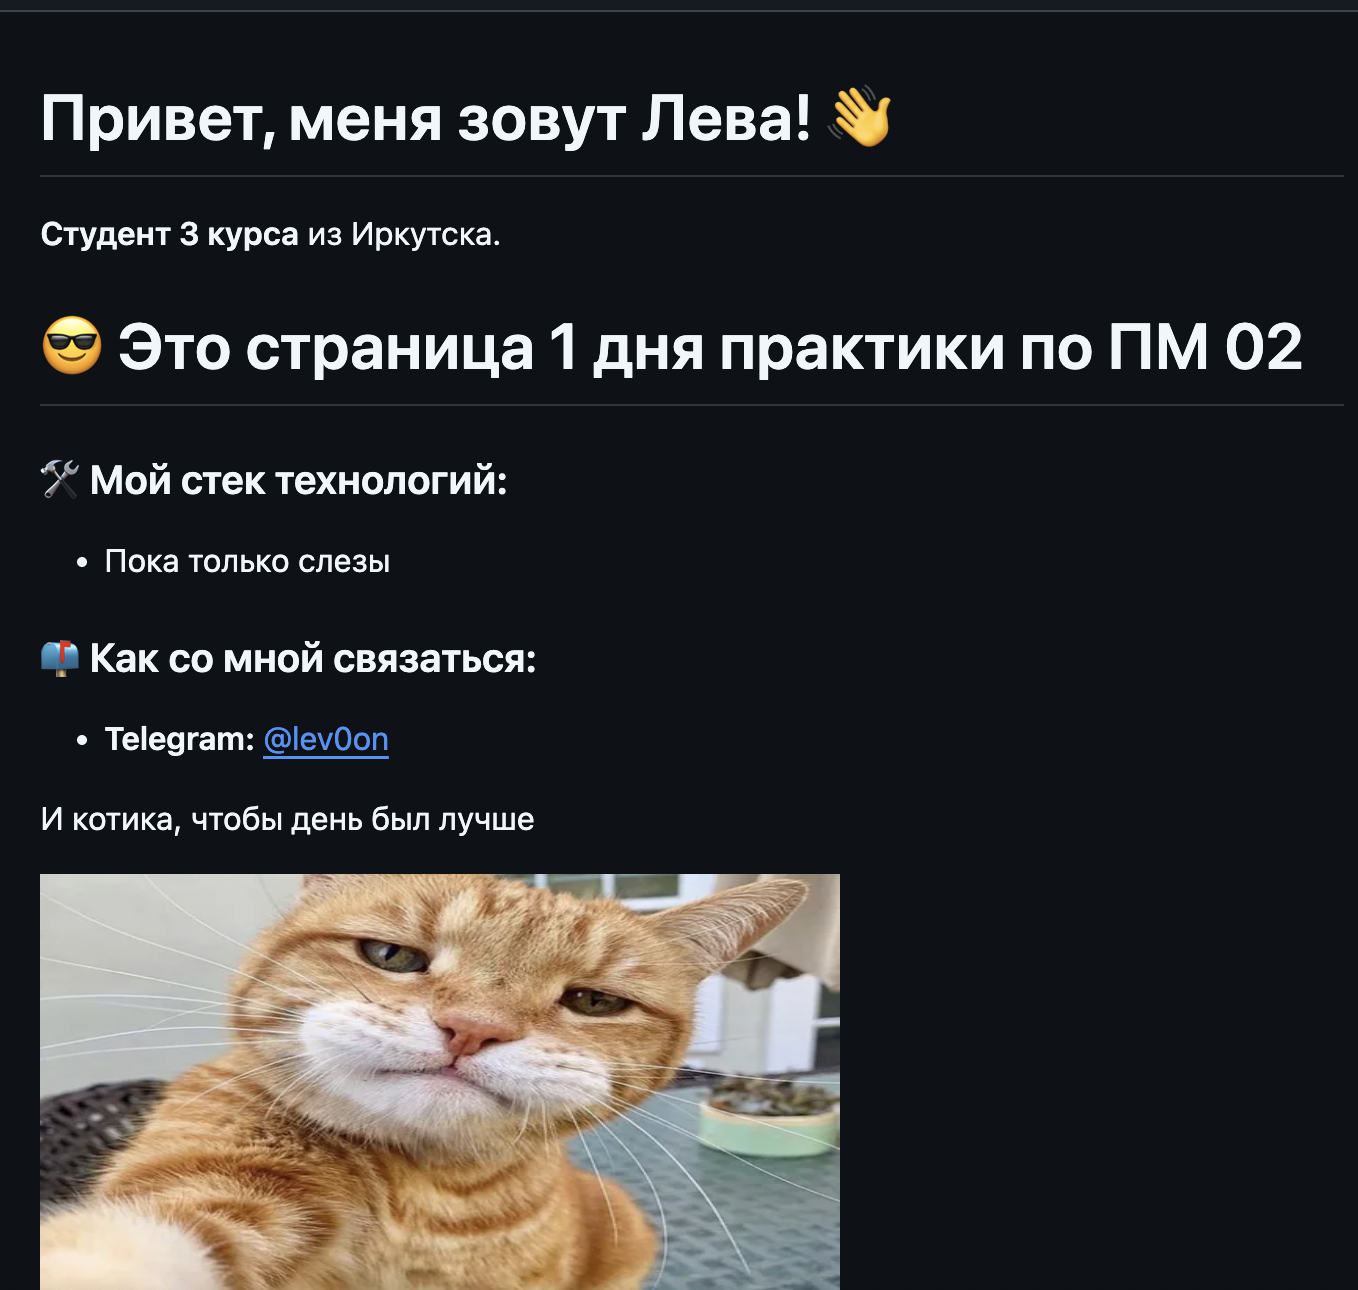 Привет, меня зовут Лева! 👋
Студент 3 курса из Иркутска.
😎 Это страница 1 дня практики по ПМ 02
🛠 Мой стек технологий:
• Пока только слезы
📫 Как со мной связаться:
• Telegram: @lev0on
И котика, чтобы день был лучше